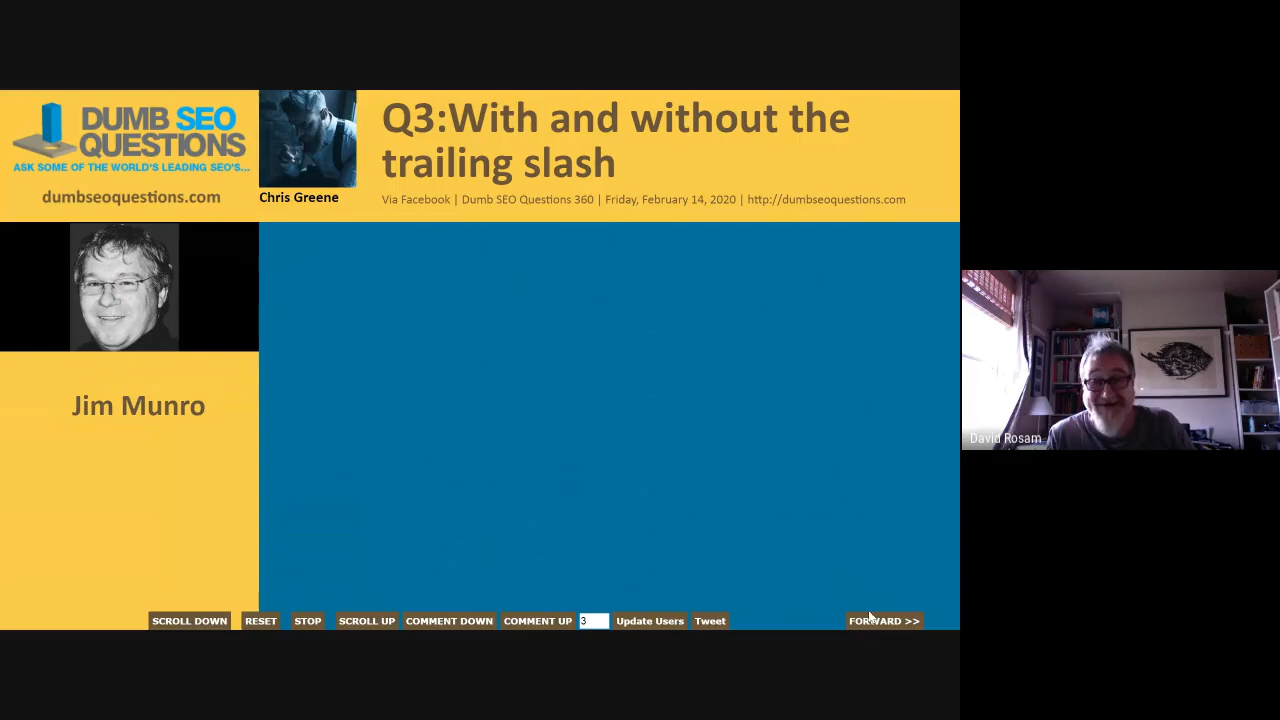 DUMB SEO
QUESTIONS
ASK SOME OF THE WORLD'S LEADING SEO'S...
dumbseoquestions.com
Chris Greene
Q3:With and without the
trailing slash
Via Facebook | Dumb SEO Questions 360 | Friday, February 14, 2020 | http://dumbseoquestions.com
Jim Munro
David Rosam
SCROLL DOWN RESET STOP SCROLL UP COMMENT DOWN COMMENT UP 3 Update Users Tweet FORWARD >>